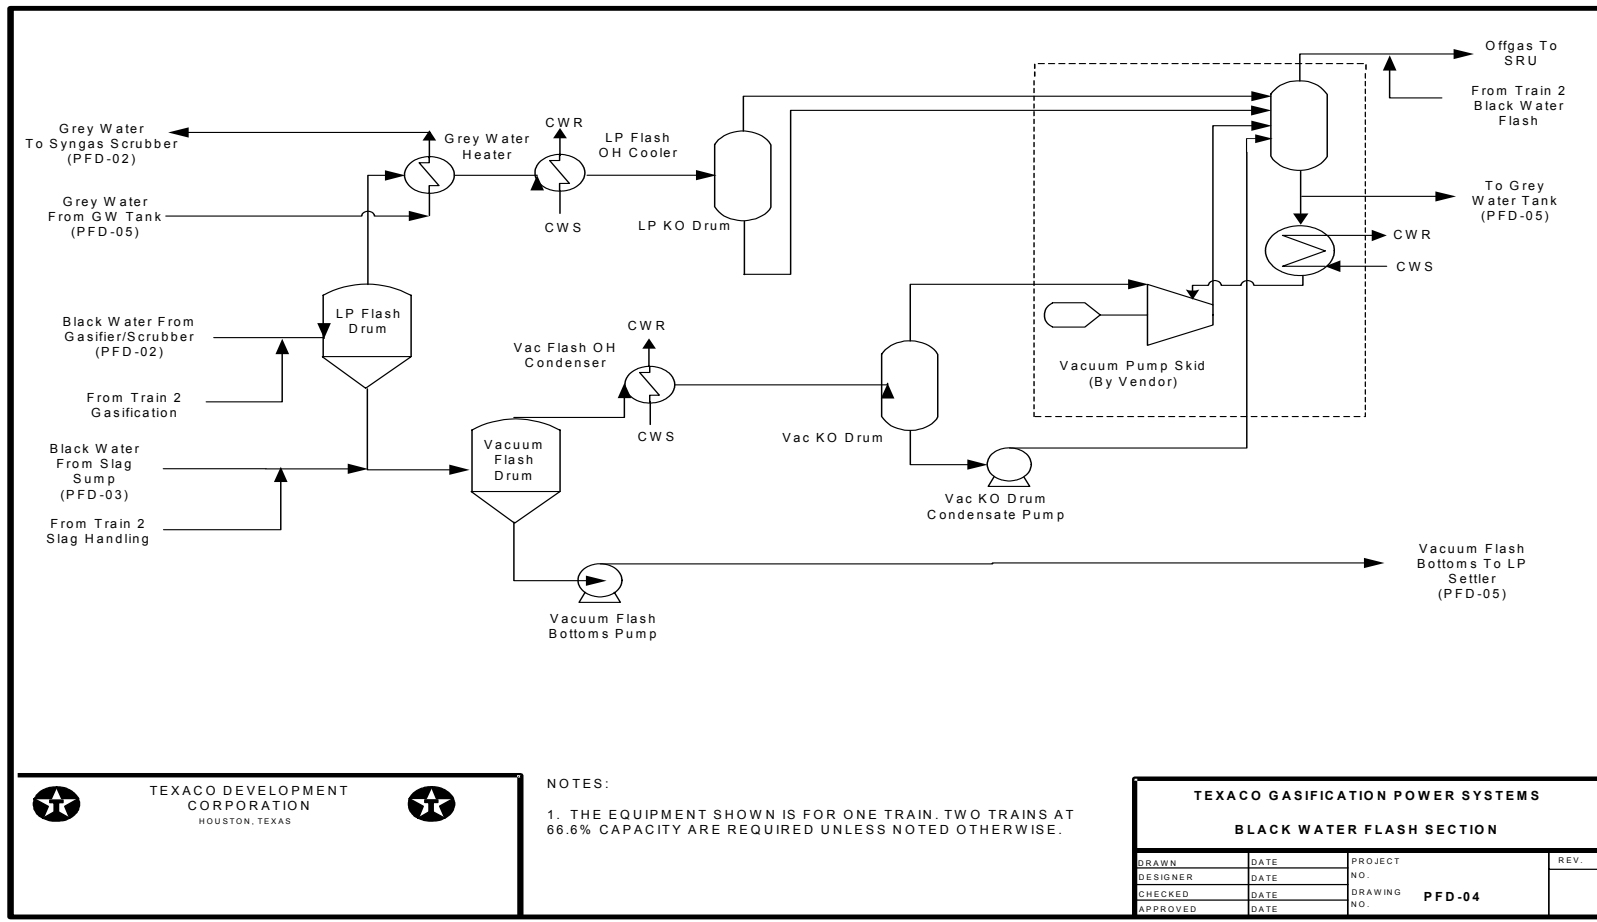 Offgas To
SRU
From Train 2
Black Water
Flash
Grey Water
To Syngas Scrubber
(PFD-02)
Grey Water
Heater
CWR
LP Flash
OH Cooler
Grey Water
From GW Tank
(PFD-05)
CWS
LP KO Drum
To Grey
Water Tank
(PFD-05)
CWR
CWS
LP Flash
Drum
Black Water From
Gasifier/Scrubber
(PFD-02)
From Train 2
Gasification
CWR
Vac Flash OH
Condenser
CWS
Vacuum Pump Skid
(By Vendor)
Vac KO Drum
Black Water
From Slag
Sump
(PFD-03)
Vacuum
Flash
Drum
From Train 2
Slag Handling
Vac KO Drum
Condensate Pump
Vacuum Flash
Bottoms To LP
Settler
(PFD-05)
Vacuum Flash
Bottoms Pump
TEXACO DEVELOPMENT
CORPORATION
HOUSTON, TEXAS
T
T
NOTES:
1. THE EQUIPMENT SHOWN IS FOR ONE TRAIN. TWO TRAINS AT
66.6% CAPACITY ARE REQUIRED UNLESS NOTED OTHERWISE.
TEXACO GASIFICATION POWER SYSTEMS
BLACK WATER FLASH SECTION
DRAWN DATE
DESIGNER DATE
CHECKED DATE
APPROVED DATE
PROJECT
NO.
DRAWING
NO.
PFD-04
REV.